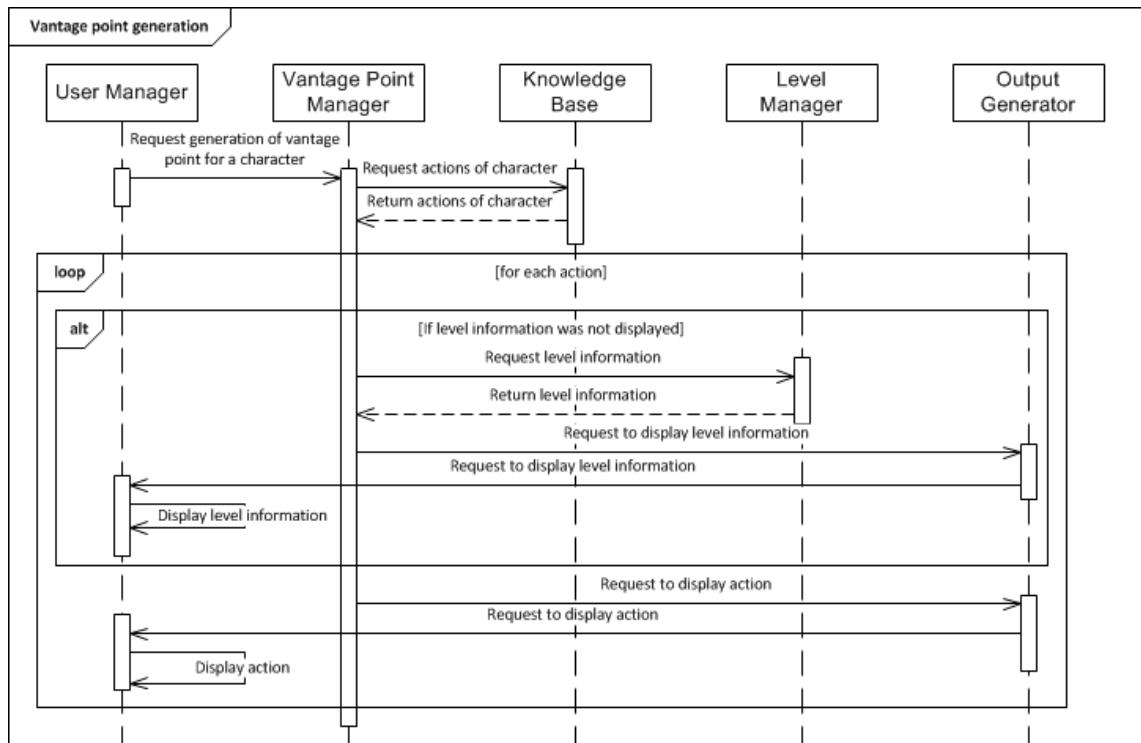 Vantage point generation
User Manager
Vantage Point
Manager
Knowledge
Base
Level
Manager
Output
Generator
Request generation of vantage
point for a character
Request actions of character
Return actions of character
loop
[for each action]
alt
[If level information was not displayed]
Request level information
Return level information
Request to display level information
Request to display level information
Display level information
Request to display action
Request to display action
Display action